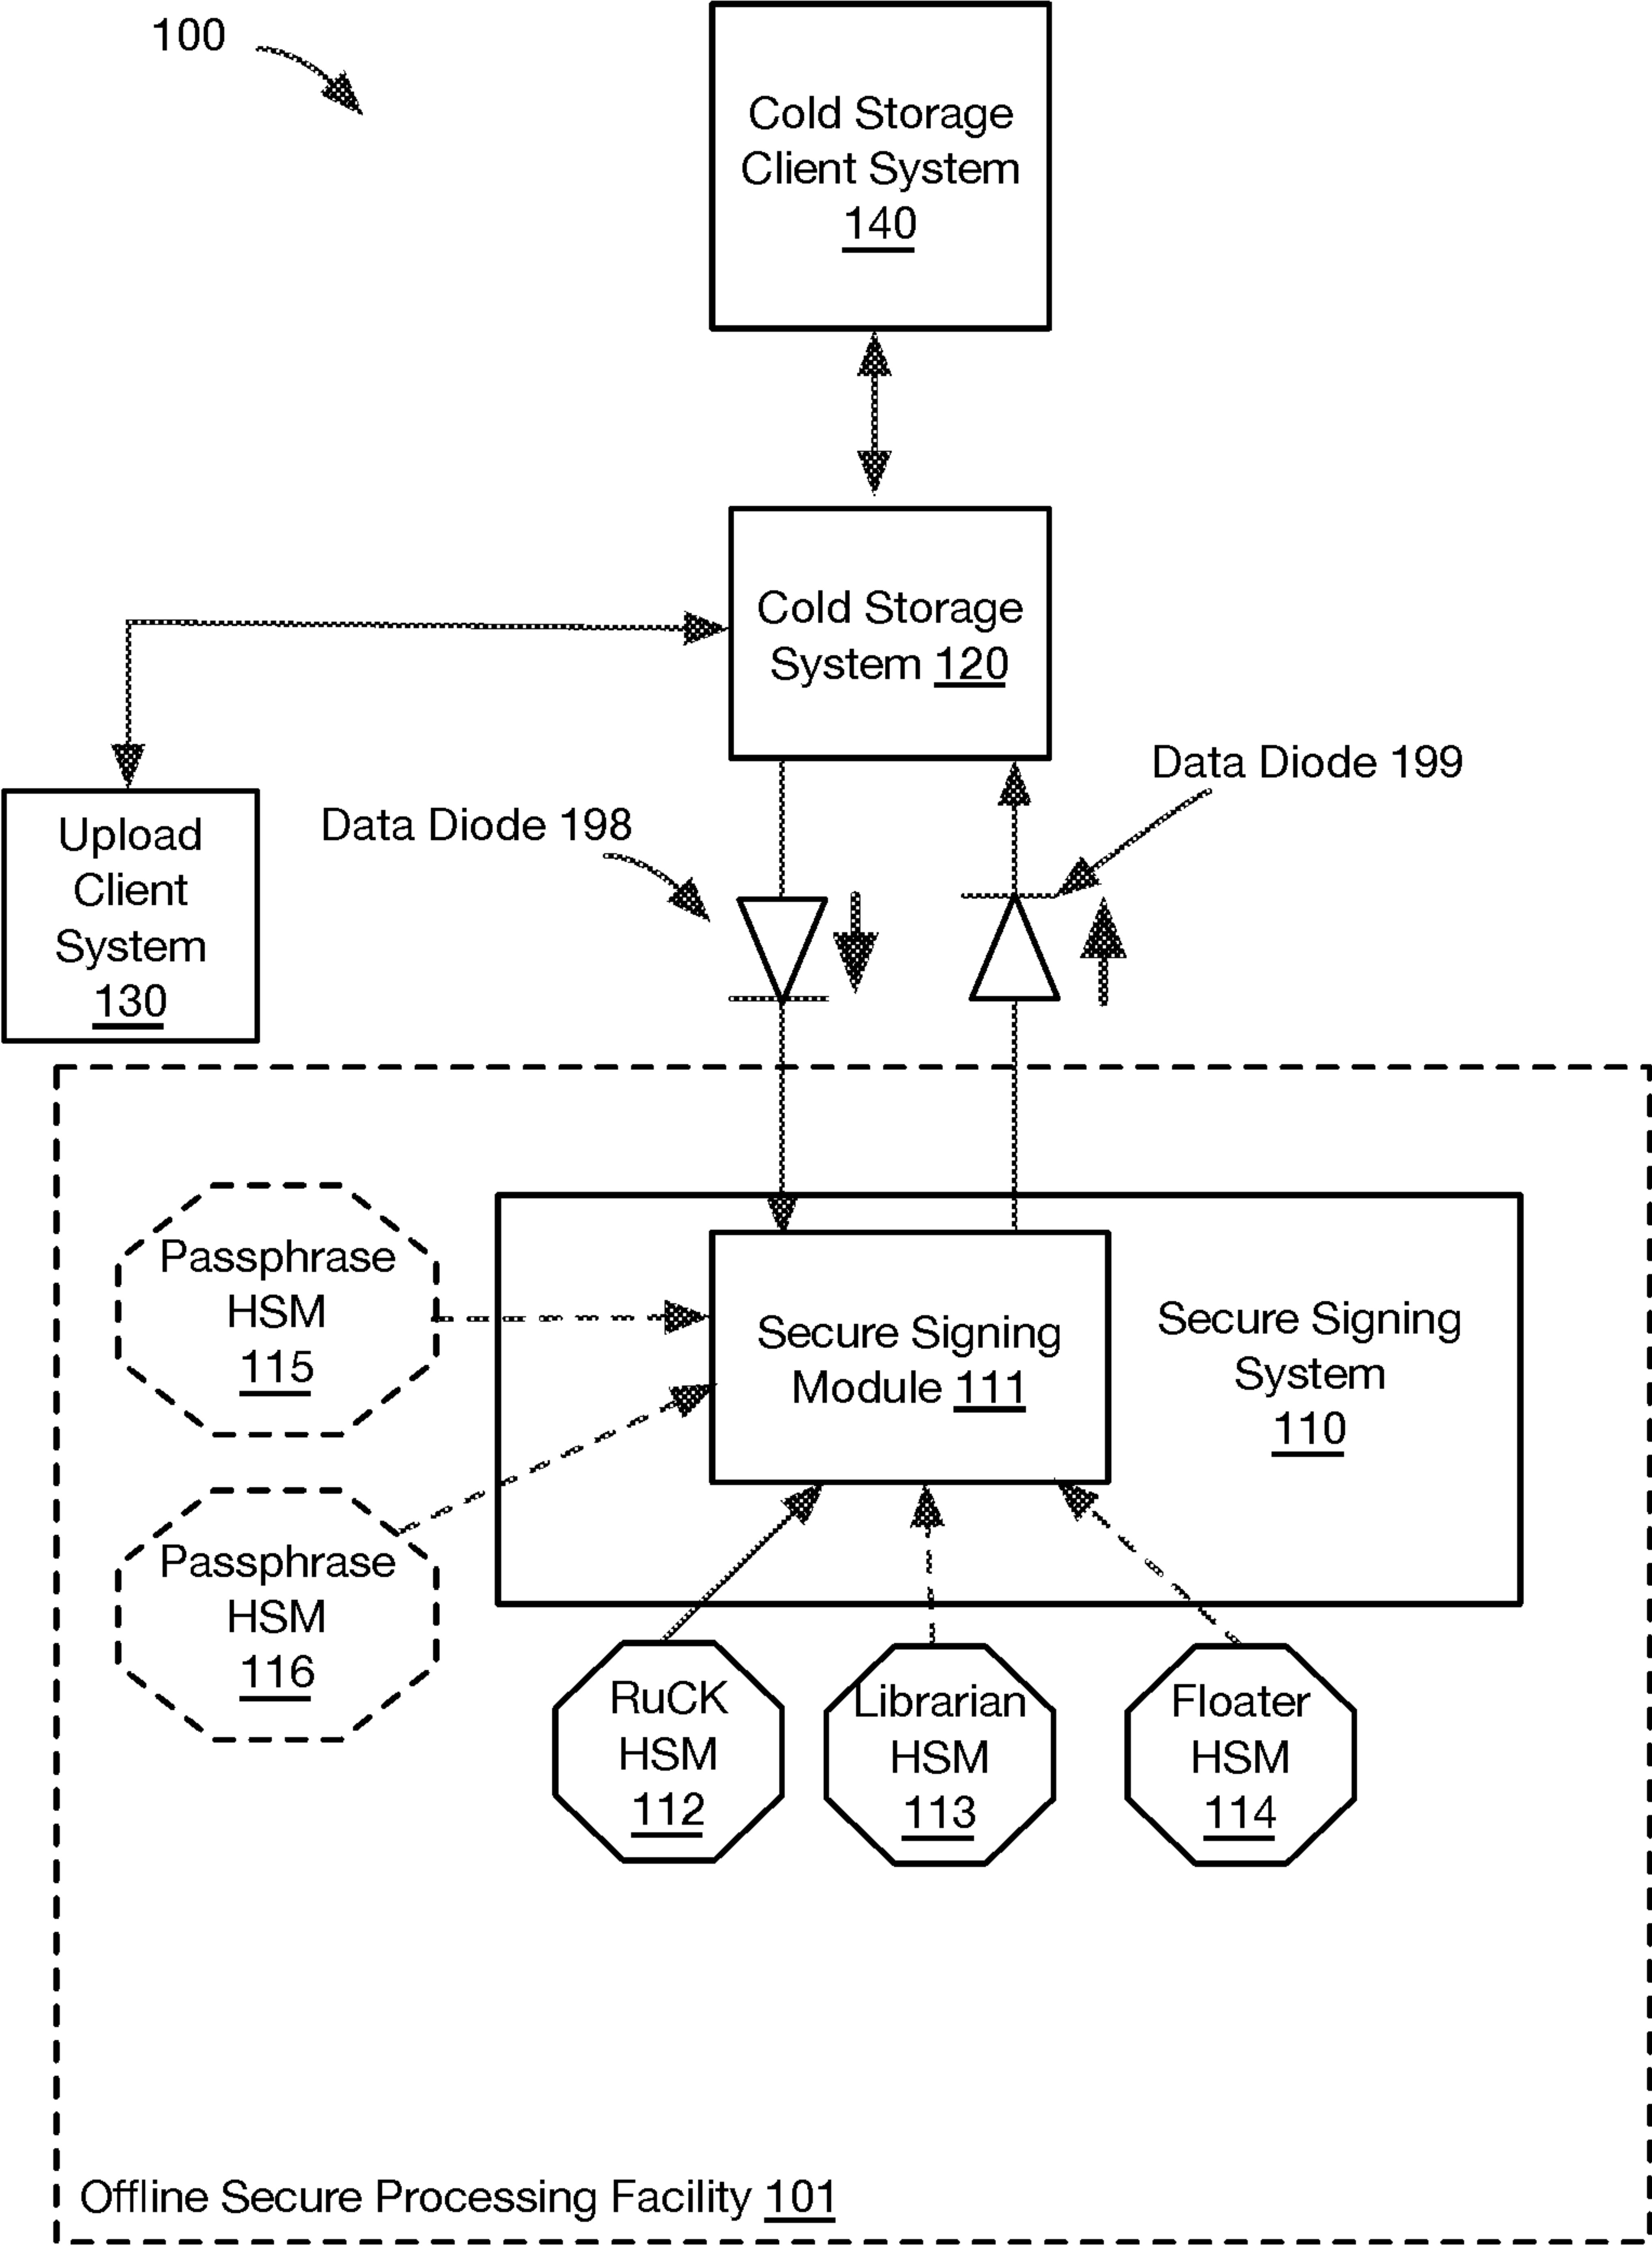 100
Cold Storage
Client System
140
Cold Storage
System 120
Data Diode 199
Data Diode 198
Upload
Client
System
130
Passphrase
HSM
115
Secure Signing
Module 111
Secure Signing
System
110
Passphrase
HSM
116
RuCK
HSM
112
Librarian
HSM
113
Floater
HSM
114
Offline Secure Processing Facility 101